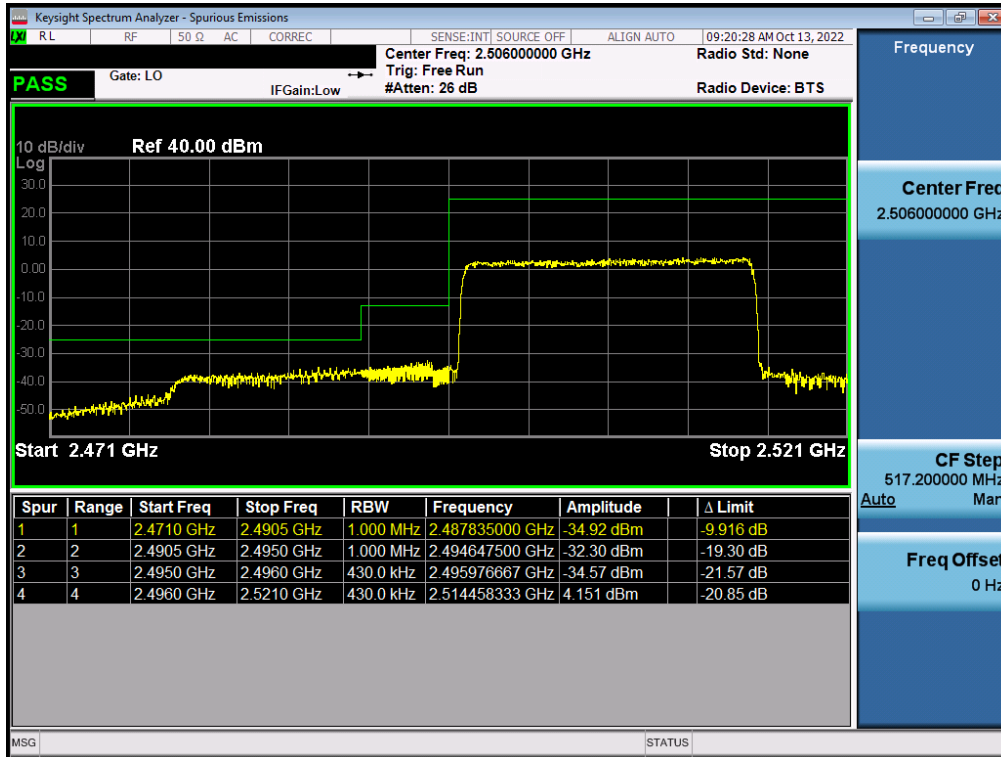 Keysight Spectrum Analyzer - Spurious Emissions
LXI RL RF 50 Ω AC CORREC SENSE:INT SOURCE OFF ALIGN AUTO 09:20:28 AM Oct 13, 2022
Center Freq: 2.506000000 GHz Radio Std: None
PASS Gate: LO Trig: Free Run
IFGain:Low #Atten: 26 dB Radio Device: BTS
Frequency
10 dB/div Ref 40.00 dBm
Log
30.0
20.0
10.0
0.00
-10.0
-20.0
-30.0
-40.0
-50.0
Start 2.471 GHz Stop 2.521 GHz
Center Freq
2.506000000 GHz
CF Step
517.200000 MHz
Auto Man
Freq Offset
0 Hz
Spur Range Start Freq Stop Freq RBW Frequency Amplitude Δ Limit
1 1 2.4710 GHz 2.4905 GHz 1.000 MHz 2.487835000 GHz -34.92 dBm -9.916 dB
2 2 2.4905 GHz 2.4950 GHz 1.000 MHz 2.494647500 GHz -32.30 dBm -19.30 dB
3 3 2.4950 GHz 2.4960 GHz 430.0 kHz 2.495976667 GHz -34.57 dBm -21.57 dB
4 4 2.4960 GHz 2.5210 GHz 430.0 kHz 2.514458333 GHz 4.151 dBm -20.85 dB
MSG STATUS